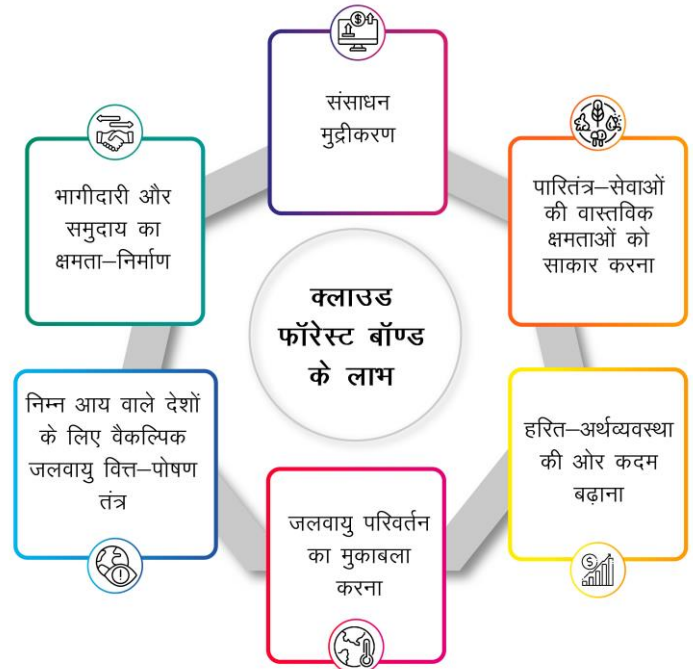 संसाधन
मुद्रीकरण
पारितंत्र–सेवाओं
की वास्तविक
क्षमताओं को
साकार करना
हरित–अर्थव्यवस्था
की ओर कदम
बढ़ाना
जलवायु परिवर्तन
का मुकाबला
करना
निम्न आय वाले देशों
के लिए वैकल्पिक
जलवायु वित्त–पोषण
तंत्र
भागीदारी और
समुदाय का
क्षमता–निर्माण
क्लाउड
फॉरेस्ट बॉण्ड
के लाभ